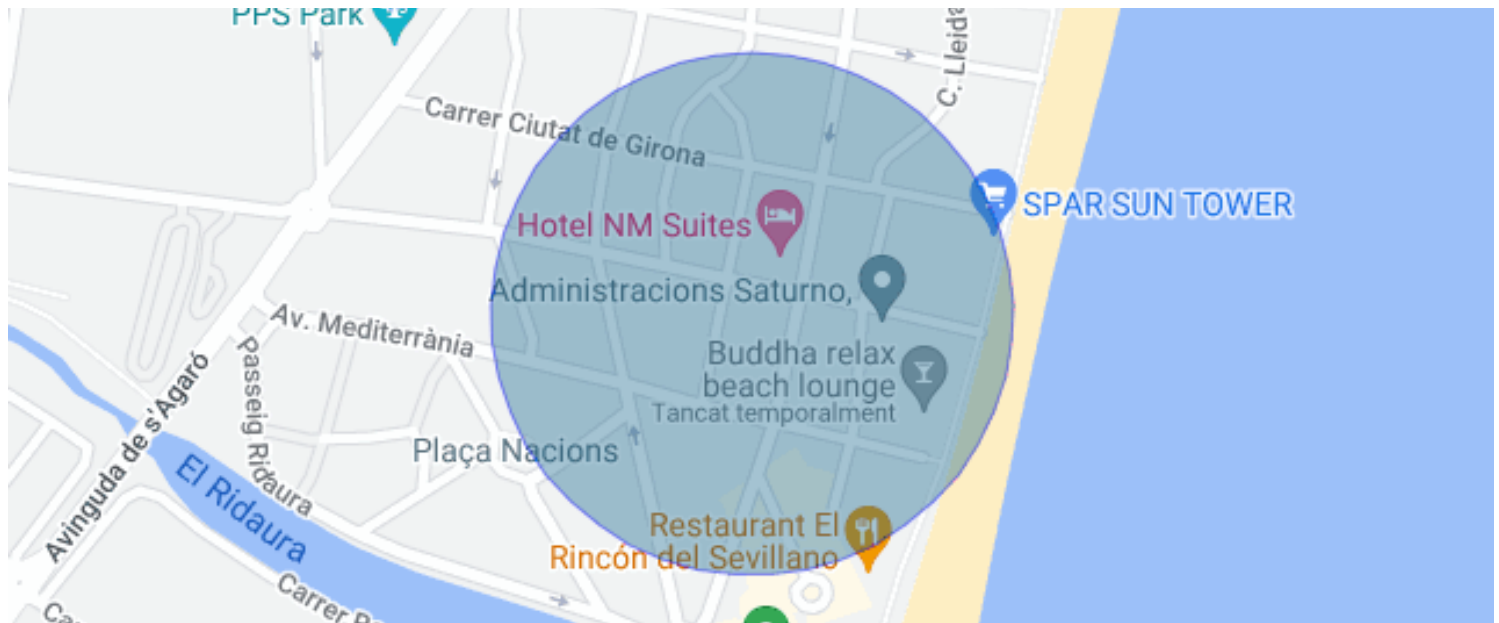 PPS Park
C. Lleida
Carrer Ciutat de Girona
SPAR SUN TOWER
Hotel NM Suites
Administracions Saturno,
Av. Mediterrània
Buddha relax
beach lounge
Tancat temporalment
Passeig Ridaura
Avinguda de s'Agaró
Plaça Nacions
El Ridaura
Restaurant El
Rincón del Sevillano
Carrer